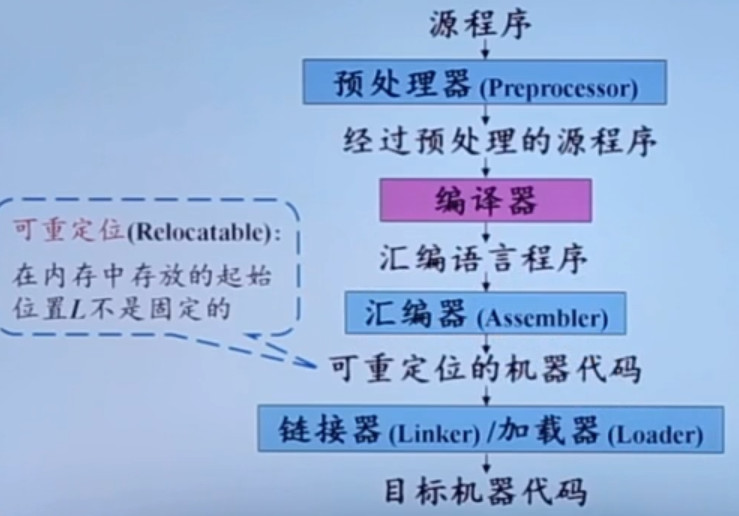 源程序
预处理器(Preprocessor)
经过预处理的源程序
编译器
汇编语言程序
汇编器(Assembler)
可重定位的机器代码
链接器(Linker)/加载器(Loader)
目标机器代码
可重定位(Relocatable):
在内存中存放的起始
位置L不是固定的